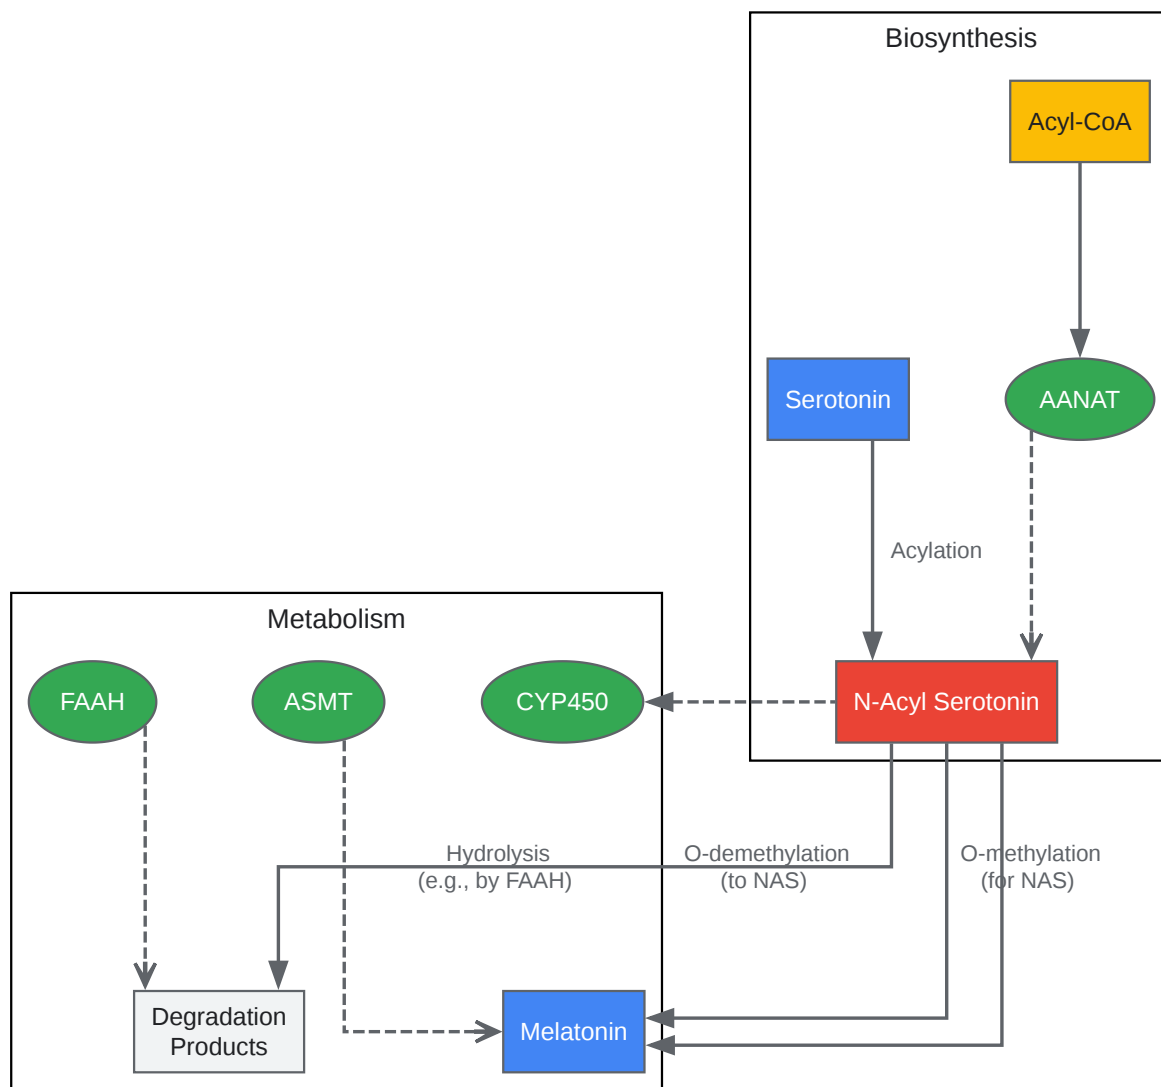 Biosynthesis
Acyl-CoA
Serotonin
AANAT
Acylation
Metabolism
FAAH
ASMT
CYP450
N-Acyl Serotonin
Hydrolysis
(e.g., by FAAH)
O-demethylation
(to NAS)
O-methylation
(for NAS)
Degradation
Products
Melatonin